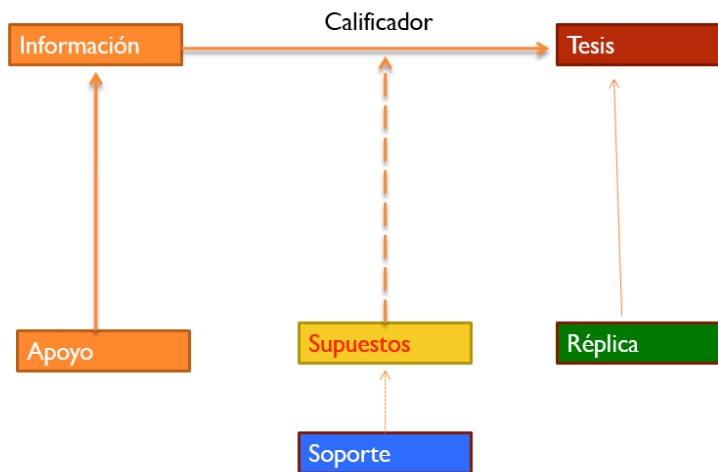 Calificador
Información
Tesis
Apoyo
Supuestos
Réplica
Soporte